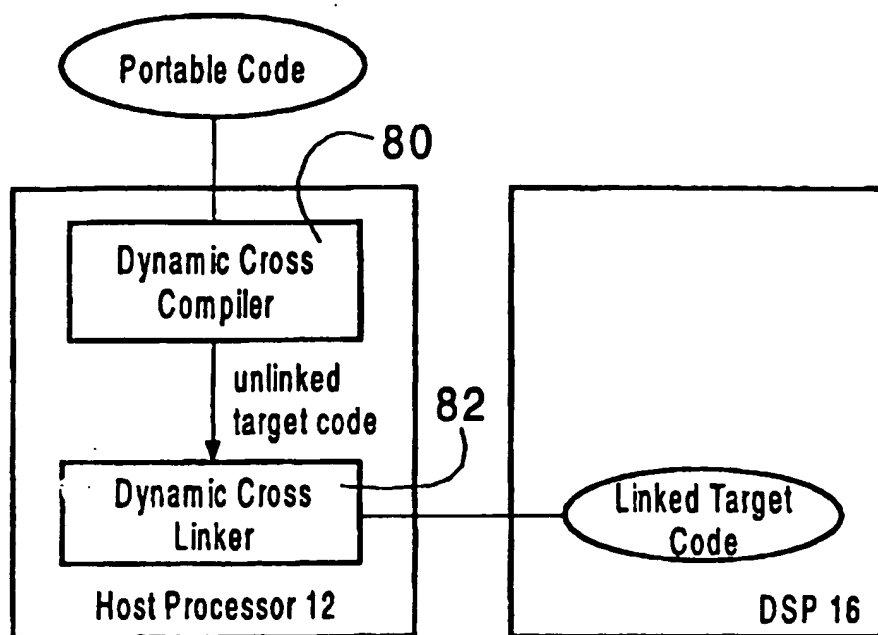 Portable Code
80
Dynamic Cross
Compiler
unlinked
target code
82
Dynamic Cross
Linker
Linked Target
Code
Host Processor 12
DSP 16